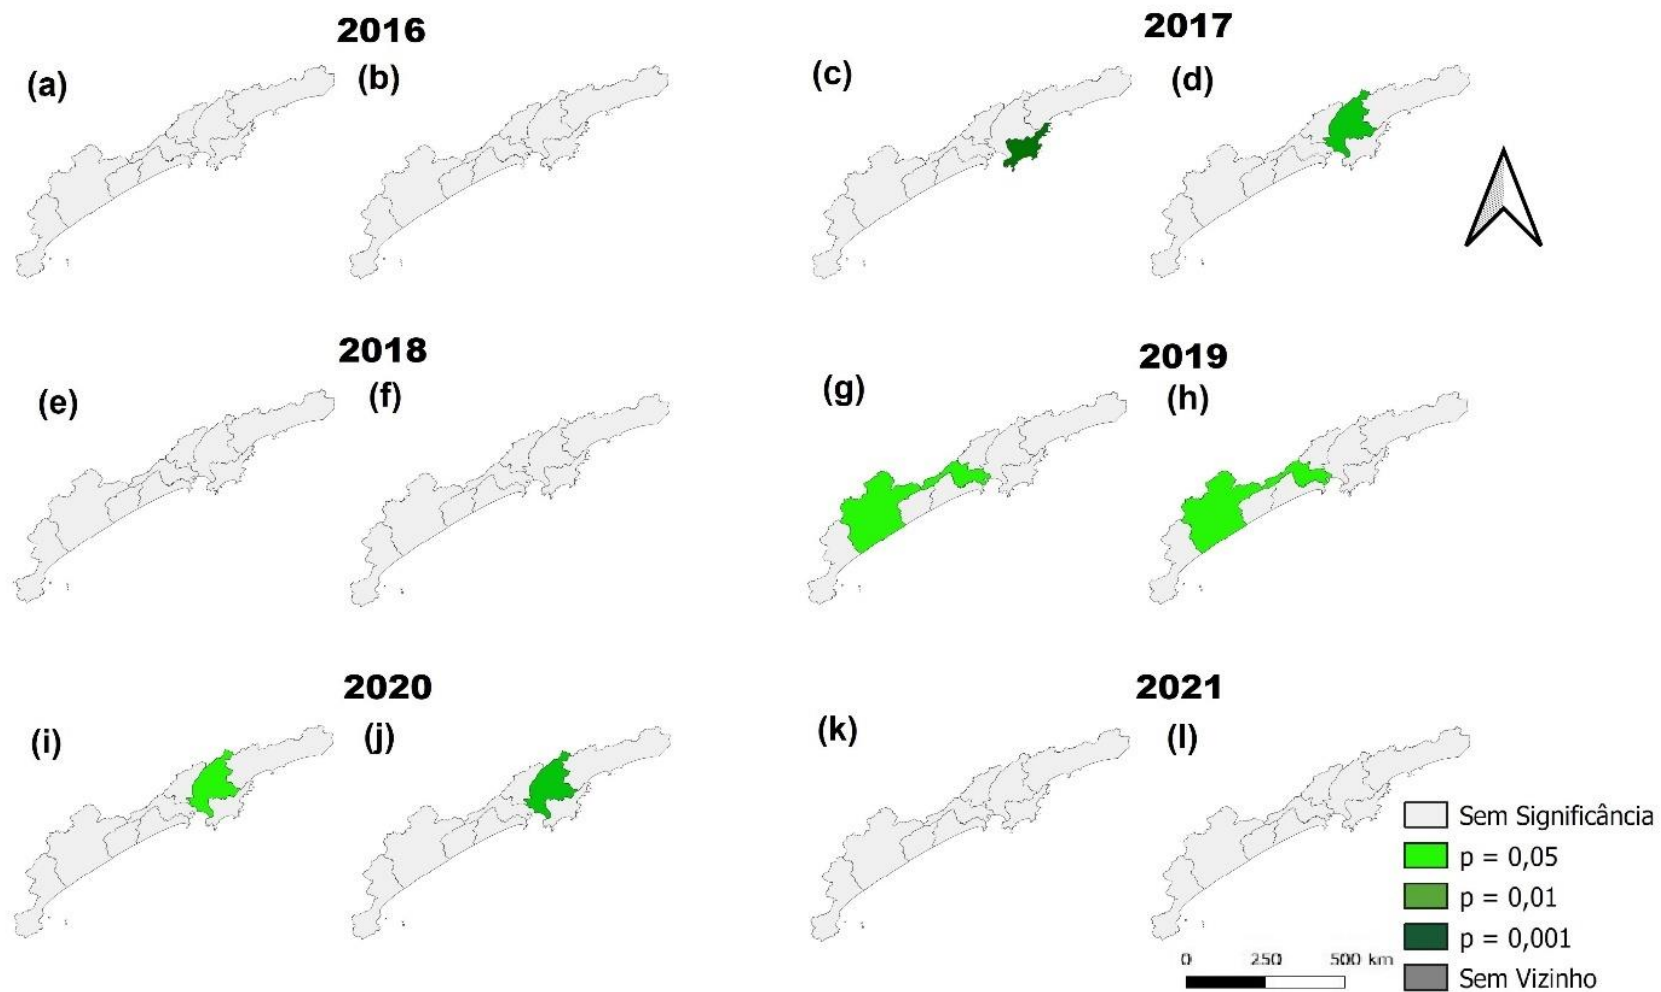 2016
2017
(a)
(b)
(c)
(d)
2018
2019
(e)
(f)
(g)
(h)
2020
2021
(i)
(j)
(k)
(l)
Sem Significância
p = 0,05
p = 0,01
p = 0,001
Sem Vizinho
0 250 500 km